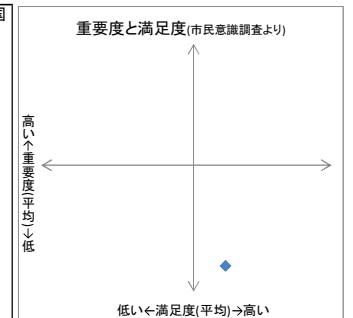 国
重要度と満足度(市民意識調査より)
高い↑重要度(平均)↓低
低い←満足度(平均)→高い